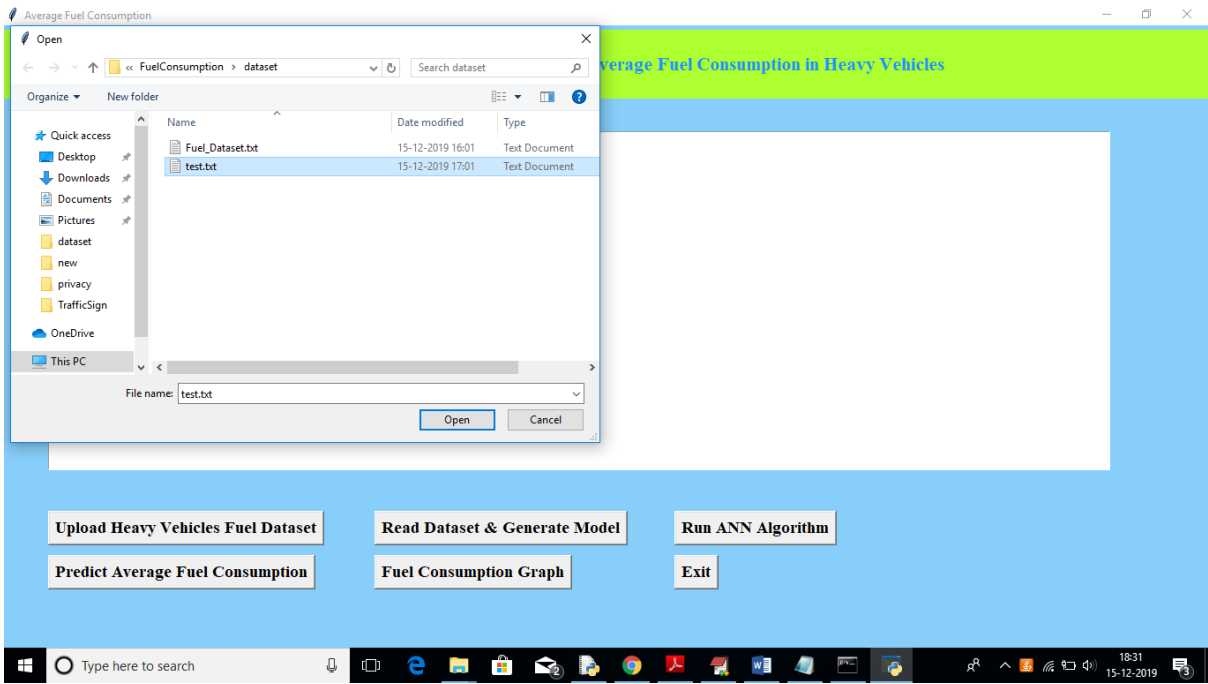 Average Fuel Consumption
Open
« FuelConsumption > dataset
Search dataset
Organize
New folder
Name
Date modified
Type
Quick access
Desktop
Downloads
Documents
Pictures
dataset
new
privacy
TrafficSign
OneDrive
This PC
Fuel_Dataset.txt 15-12-2019 16:01 Text Document
test.txt 15-12-2019 17:01 Text Document
File name: test.txt
Open
Cancel
verage Fuel Consumption in Heavy Vehicles
Upload Heavy Vehicles Fuel Dataset
Read Dataset & Generate Model
Run ANN Algorithm
Predict Average Fuel Consumption
Fuel Consumption Graph
Exit
Type here to search
2
18:31
15-12-2019
3